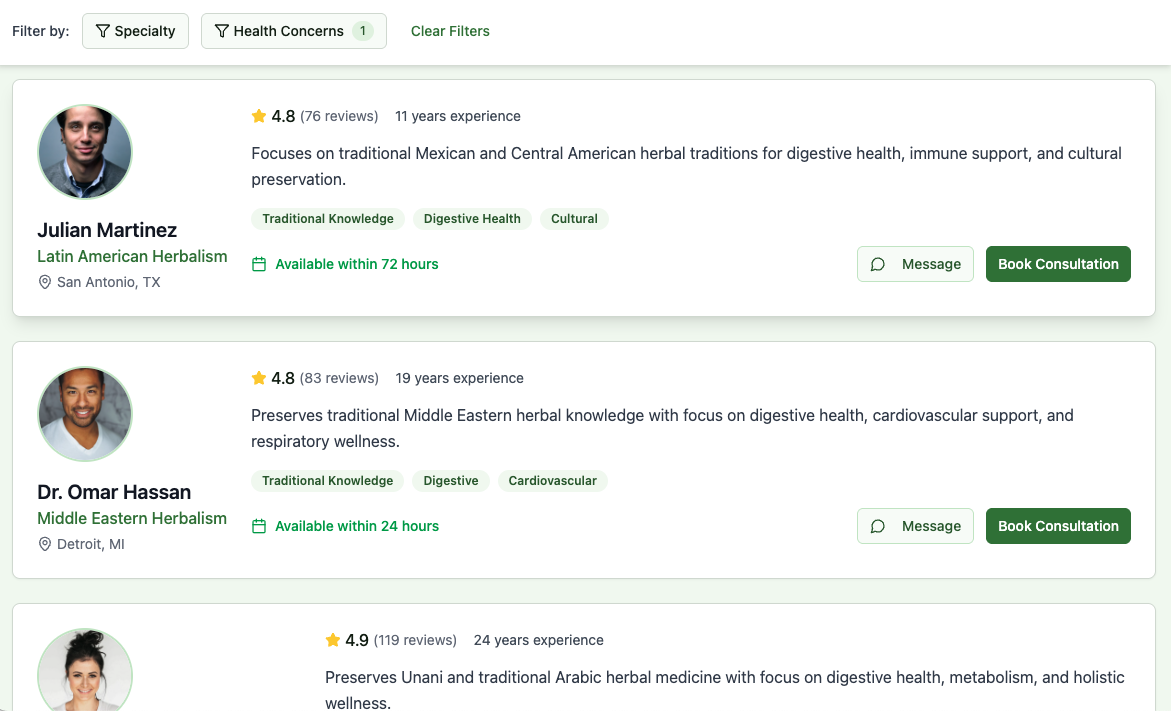 Filter by: Specialty Health Concerns 1 Clear Filters
4.8 (76 reviews) 11 years experience
Focuses on traditional Mexican and Central American herbal traditions for digestive health, immune support, and cultural
preservation.
Traditional Knowledge Digestive Health Cultural
Julian Martinez
Latin American Herbalism
San Antonio, TX
Available within 72 hours
Message Book Consultation
4.8 (83 reviews) 19 years experience
Preserves traditional Middle Eastern herbal knowledge with focus on digestive health, cardiovascular support, and
respiratory wellness.
Traditional Knowledge Digestive Cardiovascular
Dr. Omar Hassan
Middle Eastern Herbalism
Detroit, MI
Available within 24 hours
Message Book Consultation
4.9 (119 reviews) 24 years experience
Preserves Unani and traditional Arabic herbal medicine with focus on digestive health, metabolism, and holistic
wellness.